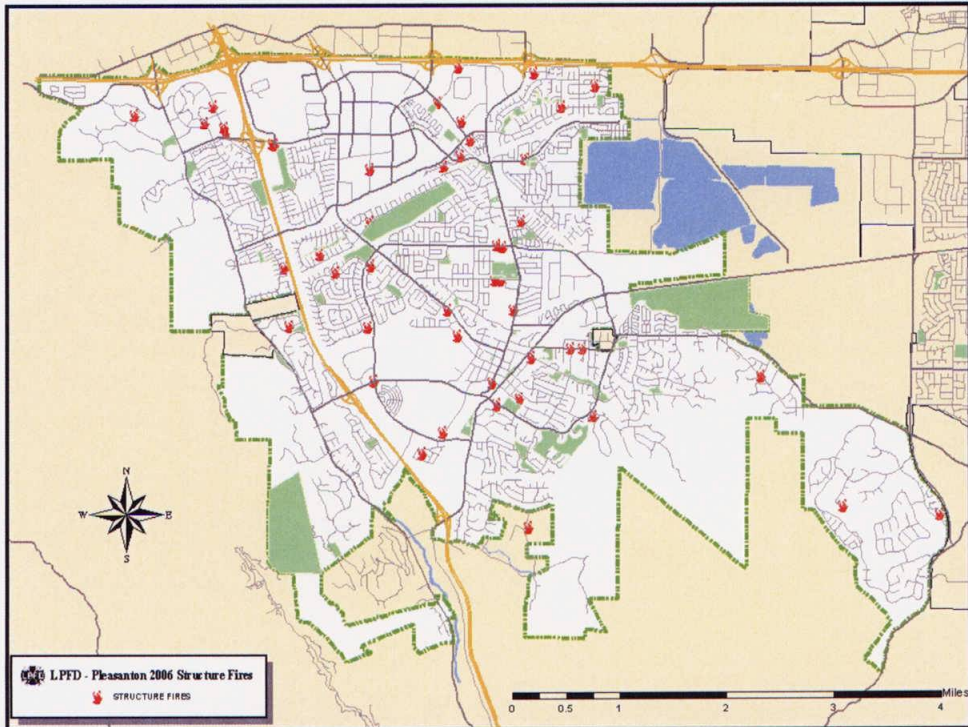 N
W E
S
LPFD - Pleasanton 2006 Structure Fires
STRUCTURE FIRES
Miles
0 0.5 1 2 3 4